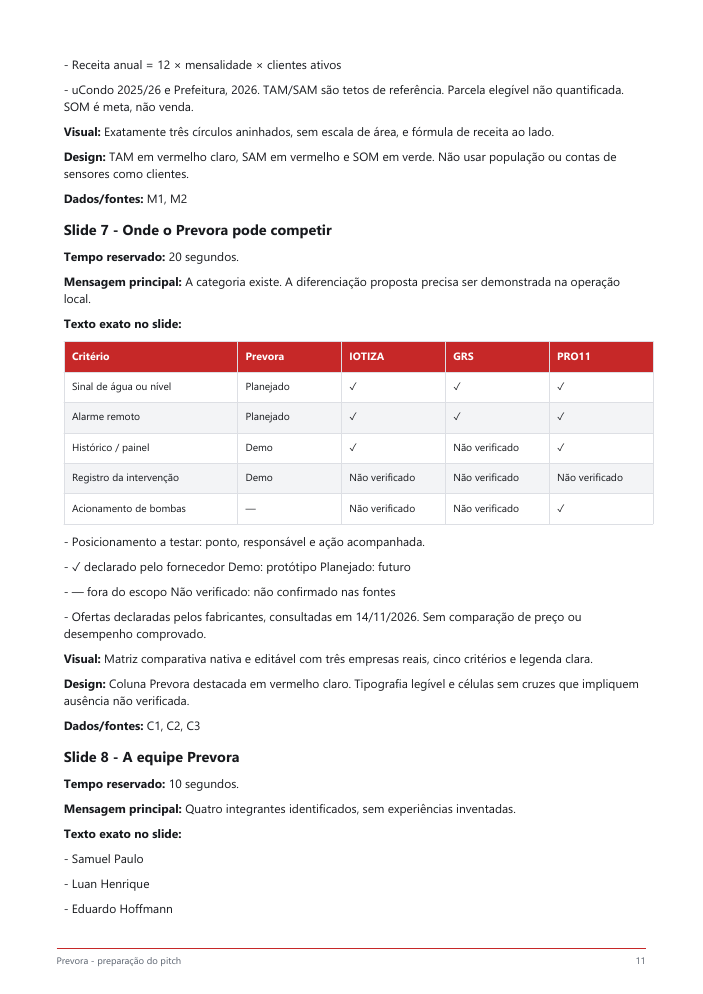 - Receita anual = 12 × mensalidade × clientes ativos
- uCondo 2025/26 e Prefeitura, 2026. TAM/SAM são tetos de referência. Parcela elegível não quantificada.
SOM é meta, não venda.
Visual: Exatamente três círculos aninhados, sem escala de área, e fórmula de receita ao lado.
Design: TAM em vermelho claro, SAM em vermelho e SOM em verde. Não usar população ou contas de
sensores como clientes.
Dados/fontes: M1, M2
Slide 7 - Onde o Prevora pode competir
Tempo reservado: 20 segundos.
Mensagem principal: A categoria existe. A diferenciação proposta precisa ser demonstrada na operação
local.
Texto exato no slide:
Critério Prevora IOTIZA GRS PRO11
Sinal de água ou nível Planejado ✓ ✓ ✓
Alarme remoto Planejado ✓ ✓ ✓
Histórico / painel Demo ✓ Não verificado ✓
Registro da intervenção Demo Não verificado Não verificado Não verificado
Acionamento de bombas — Não verificado Não verificado ✓
- Posicionamento a testar: ponto, responsável e ação acompanhada.
- ✓ declarado pelo fornecedor Demo: protótipo Planejado: futuro
- — fora do escopo Não verificado: não confirmado nas fontes
- Ofertas declaradas pelos fabricantes, consultadas em 14/11/2026. Sem comparação de preço ou
desempenho comprovado.
Visual: Matriz comparativa nativa e editável com três empresas reais, cinco critérios e legenda clara.
Design: Coluna Prevora destacada em vermelho claro. Tipografia legível e células sem cruzes que impliquem
ausência não verificada.
Dados/fontes: C1, C2, C3
Slide 8 - A equipe Prevora
Tempo reservado: 10 segundos.
Mensagem principal: Quatro integrantes identificados, sem experiências inventadas.
Texto exato no slide:
- Samuel Paulo
- Luan Henrique
- Eduardo Hoffmann
Prevora - preparação do pitch 11